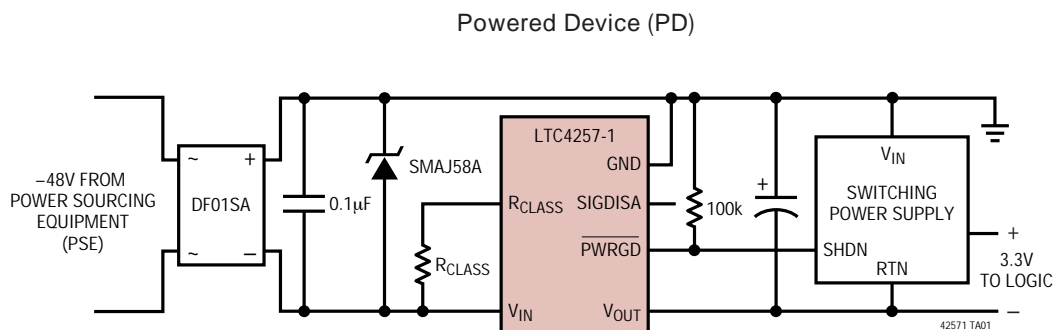 Powered Device (PD)
–48V FROM
POWER SOURCING
EQUIPMENT
(PSE)
~ +
DF01SA
~ –
0.1µF
SMAJ58A
RCLASS
LTC4257-1
GND
RCLASS SIGDISA
PWRGD
VIN VOUT
100k
+
VIN
SWITCHING
POWER SUPPLY
SHDN
RTN
+
3.3V
TO LOGIC
–
42571 TA01